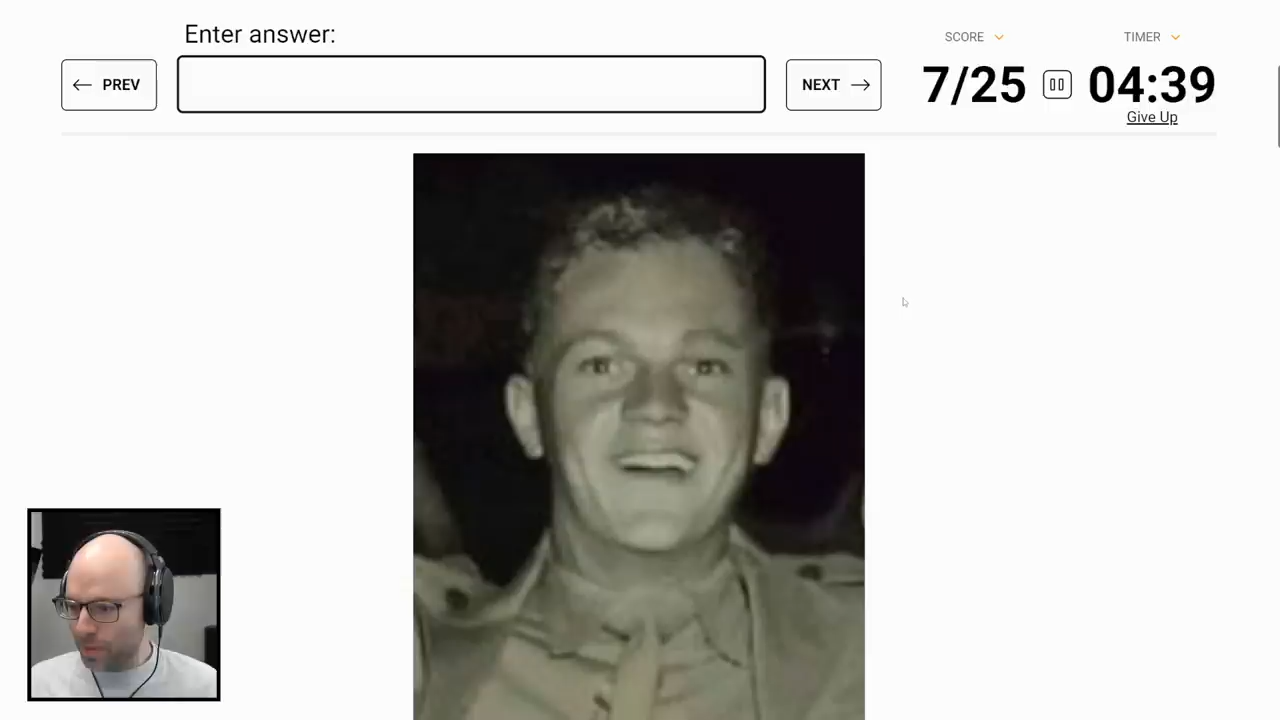 Enter answer:
SCORE
TIMER
PREV
NEXT
7/25
04:39
Give Up